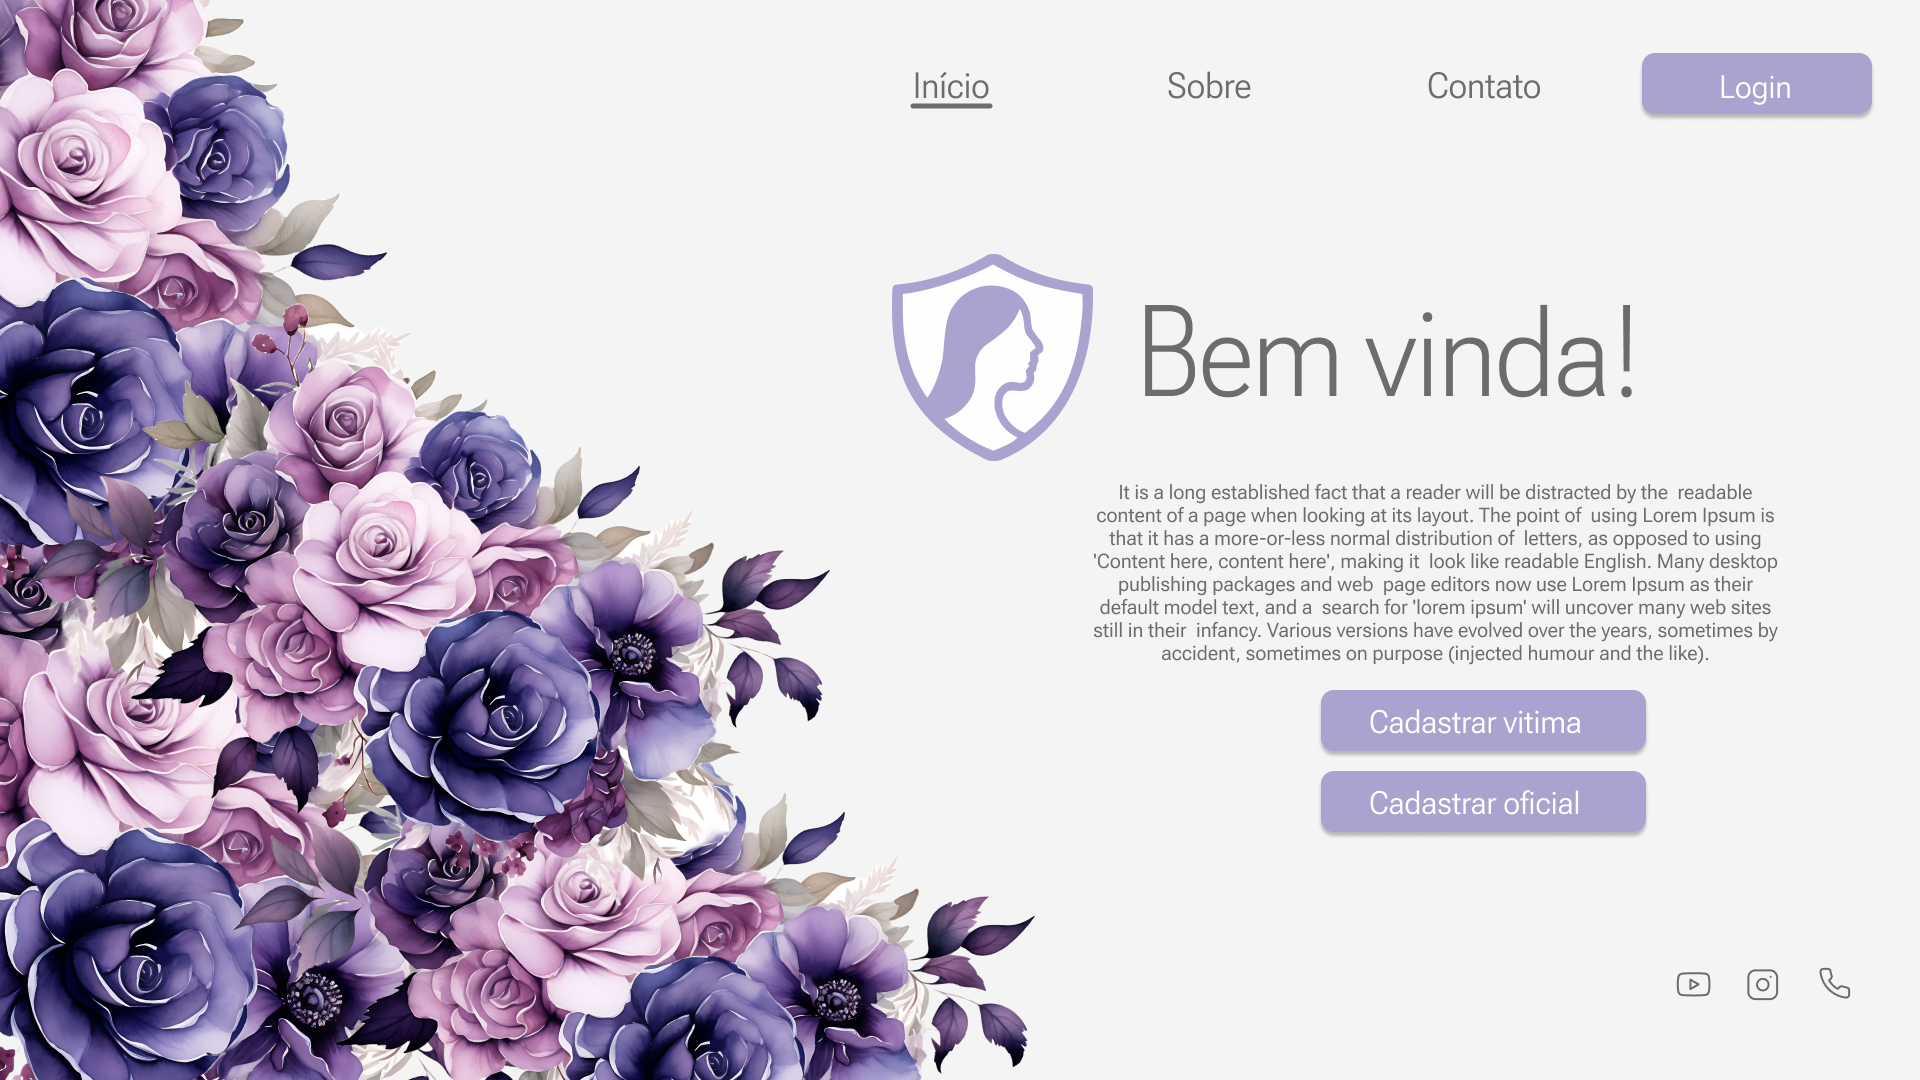 Início
Sobre
Contato
Login
Bem vinda!
It is a long established fact that a reader will be distracted by the readable
content of a page when looking at its layout. The point of using Lorem Ipsum is
that it has a more-or-less normal distribution of letters, as opposed to using
'Content here, content here', making it look like readable English. Many desktop
publishing packages and web page editors now use Lorem Ipsum as their
default model text, and a search for 'lorem ipsum' will uncover many web sites
still in their infancy. Various versions have evolved over the years, sometimes by
accident, sometimes on purpose (injected humour and the like).
Cadastrar vitima
Cadastrar oficial